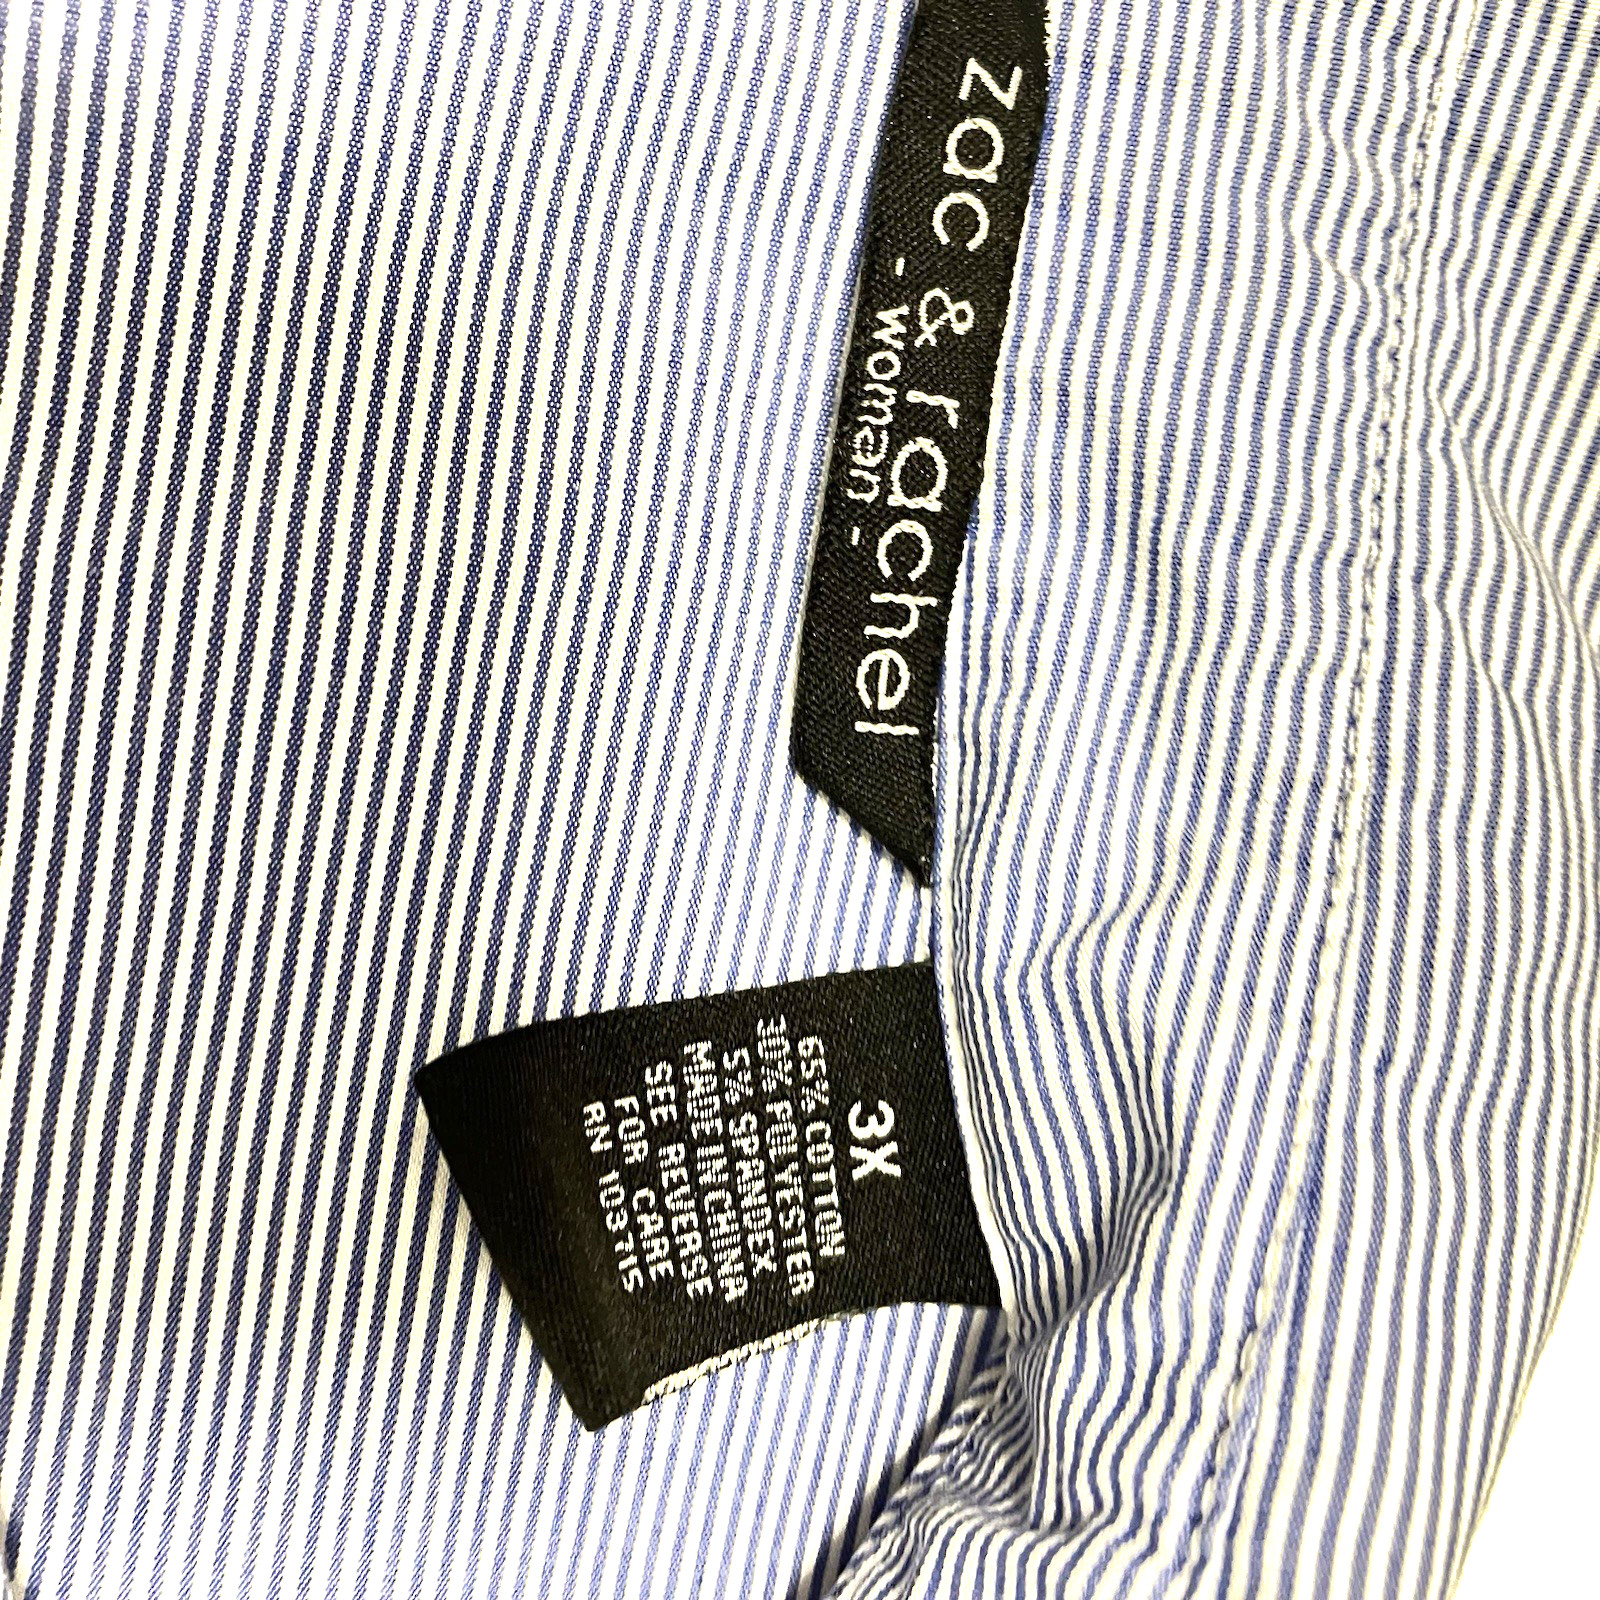 zac & rachel
- woman -
3X
65% COTTON
30% POLYESTER
5% SPANDEX
MADE IN CHINA
SEE REVERSE
FOR CARE
RN 103715